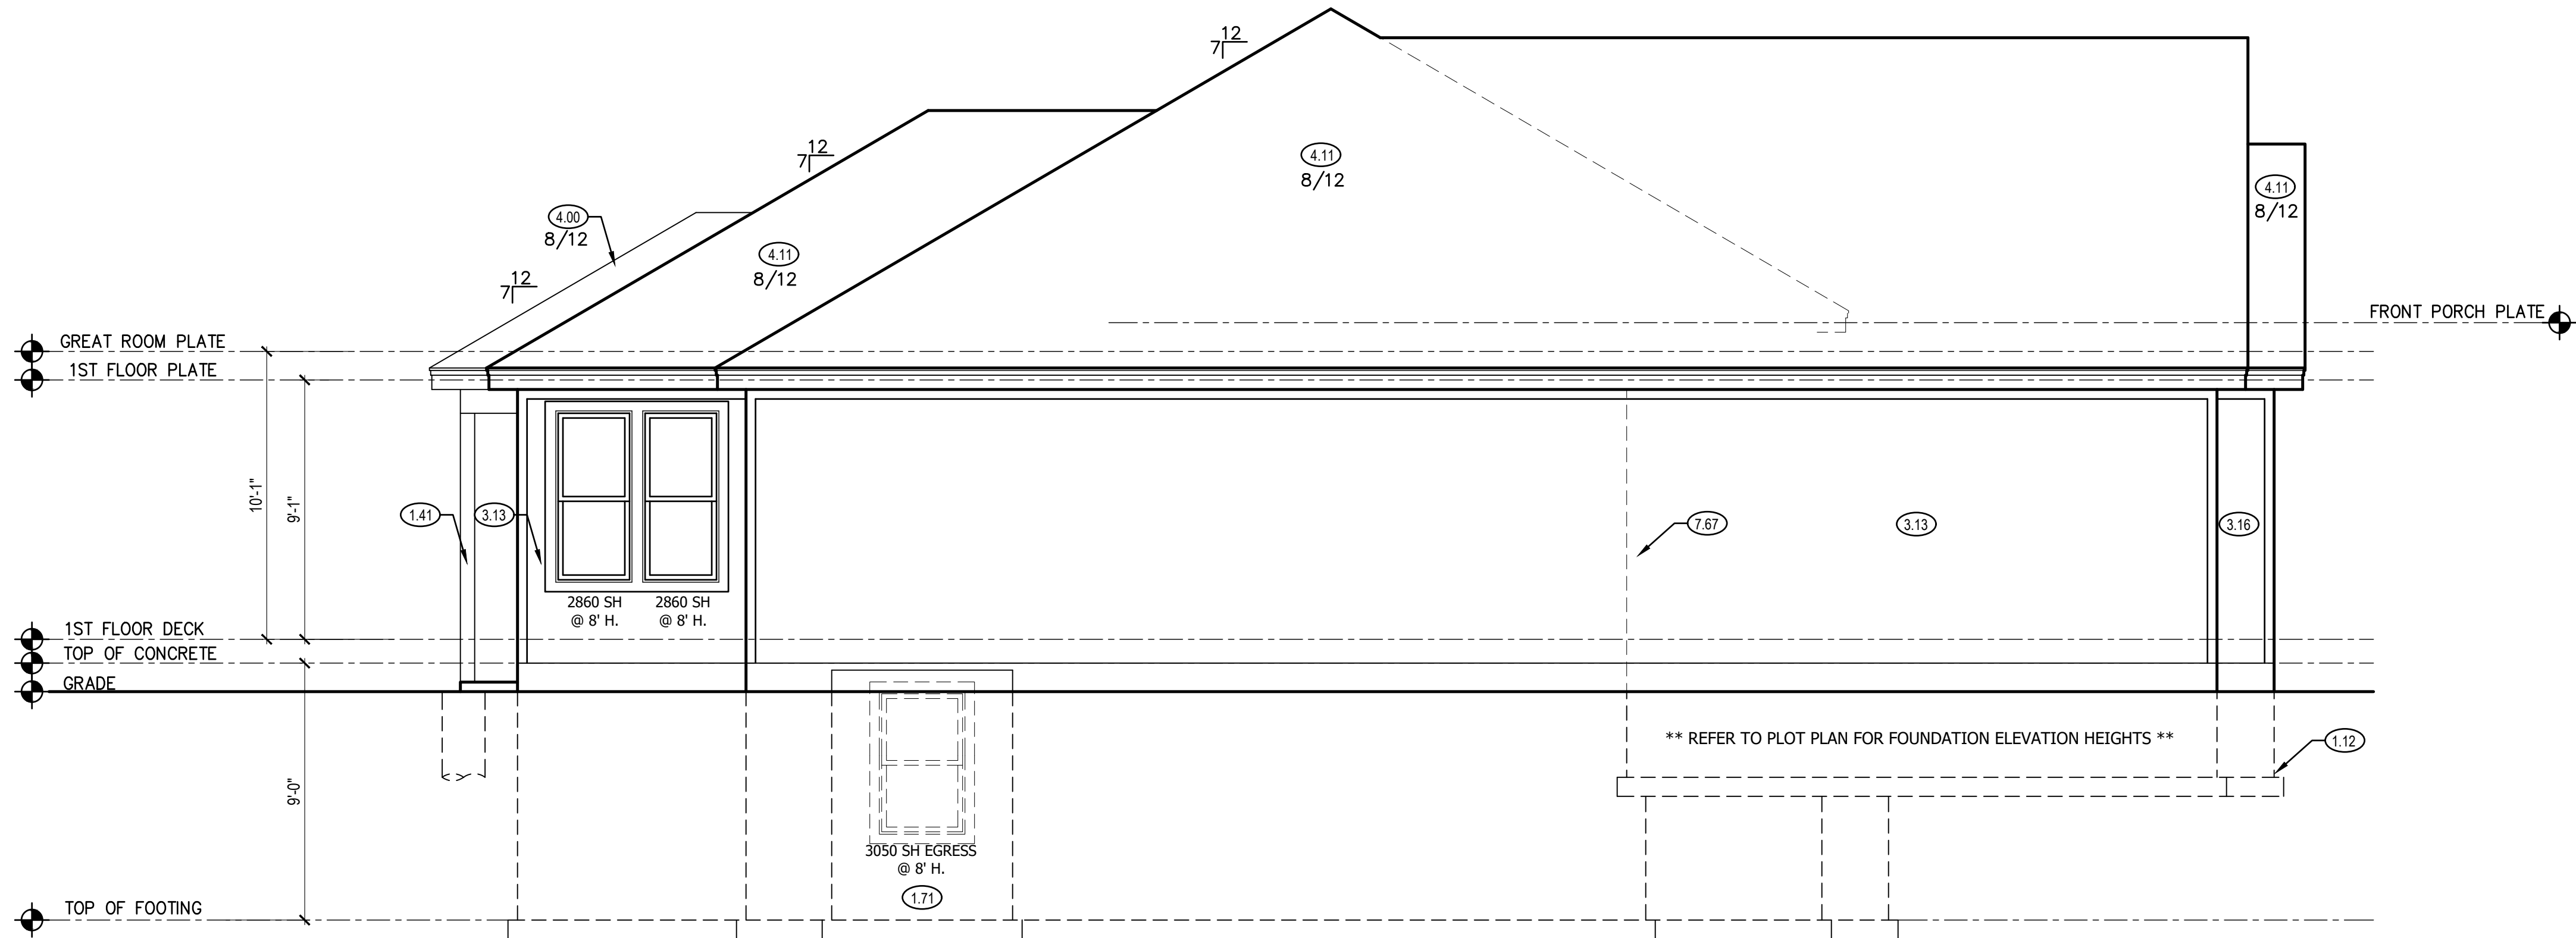 12
7
12
7
4.11
8/12
4.11
8/12
4.00
8/12
4.11
8/12
12
7
FRONT PORCH PLATE
GREAT ROOM PLATE
1ST FLOOR PLATE
10'-1"
9'-1"
1.41
3.13
7.67
3.13
3.16
2860 SH
@ 8' H.
2860 SH
@ 8' H.
1ST FLOOR DECK
TOP OF CONCRETE
GRADE
** REFER TO PLOT PLAN FOR FOUNDATION ELEVATION HEIGHTS **
1.12
9'-0"
3050 SH EGRESS
@ 8' H.
1.71
TOP OF FOOTING